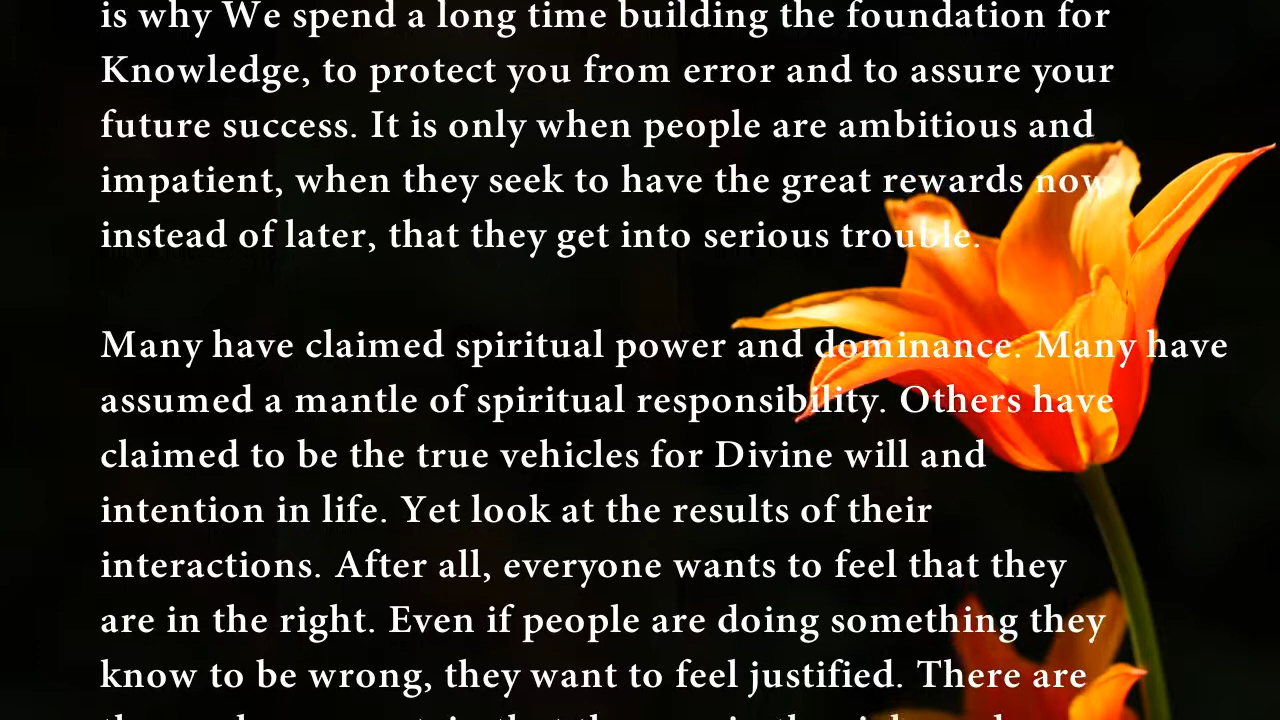 is why We spend a long time building the foundation for
Knowledge, to protect you from error and to assure your
future success. It is only when people are ambitious and
impatient, when they seek to have the great rewards now
instead of later, that they get into serious trouble.
Many have claimed spiritual power and dominance. Many have
assumed a mantle of spiritual responsibility. Others have
claimed to be the true vehicles for Divine will and
intention in life. Yet look at the results of their
interactions. After all, everyone wants to feel that they
are in the right. Even if people are doing something they
know to be wrong, they want to feel justified. There are